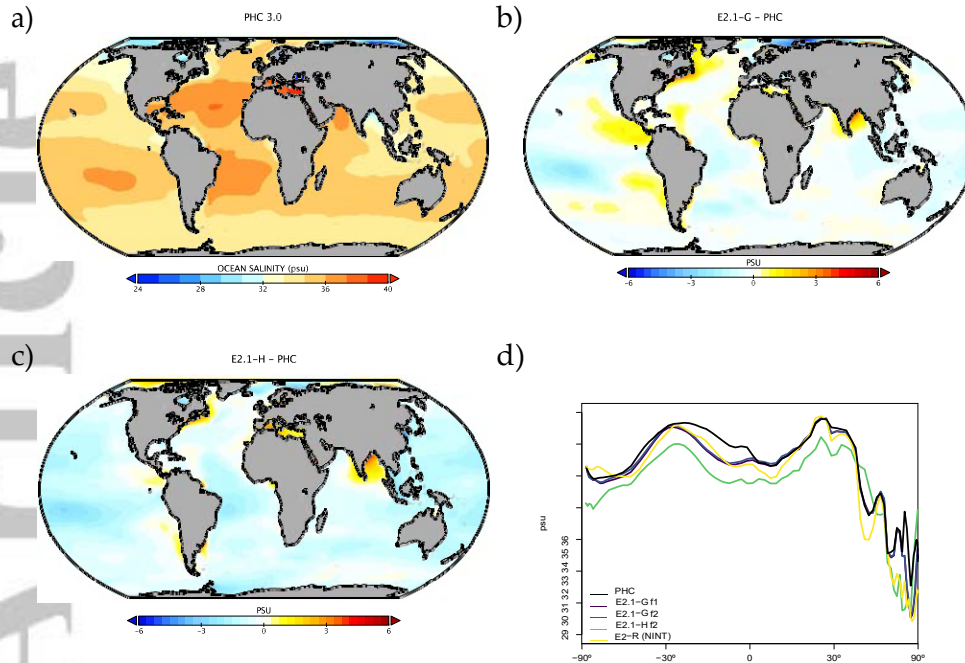 a)
PHC 3.0
24 28 32 36 40
OCEAN SALINITY (psu)
b)
E2.1-G - PHC
PSU
-6 -3 0 3 6
c)
E2.1-H - PHC
PSU
-6 -3 0 3 6
d)
psu
29 30 31 32 33 34 35 36
PHC
E2.1-G f1
E2.1-G f2
E2.1-H f2
E2-R (NINT)
-90° -30° 0 30° 90°